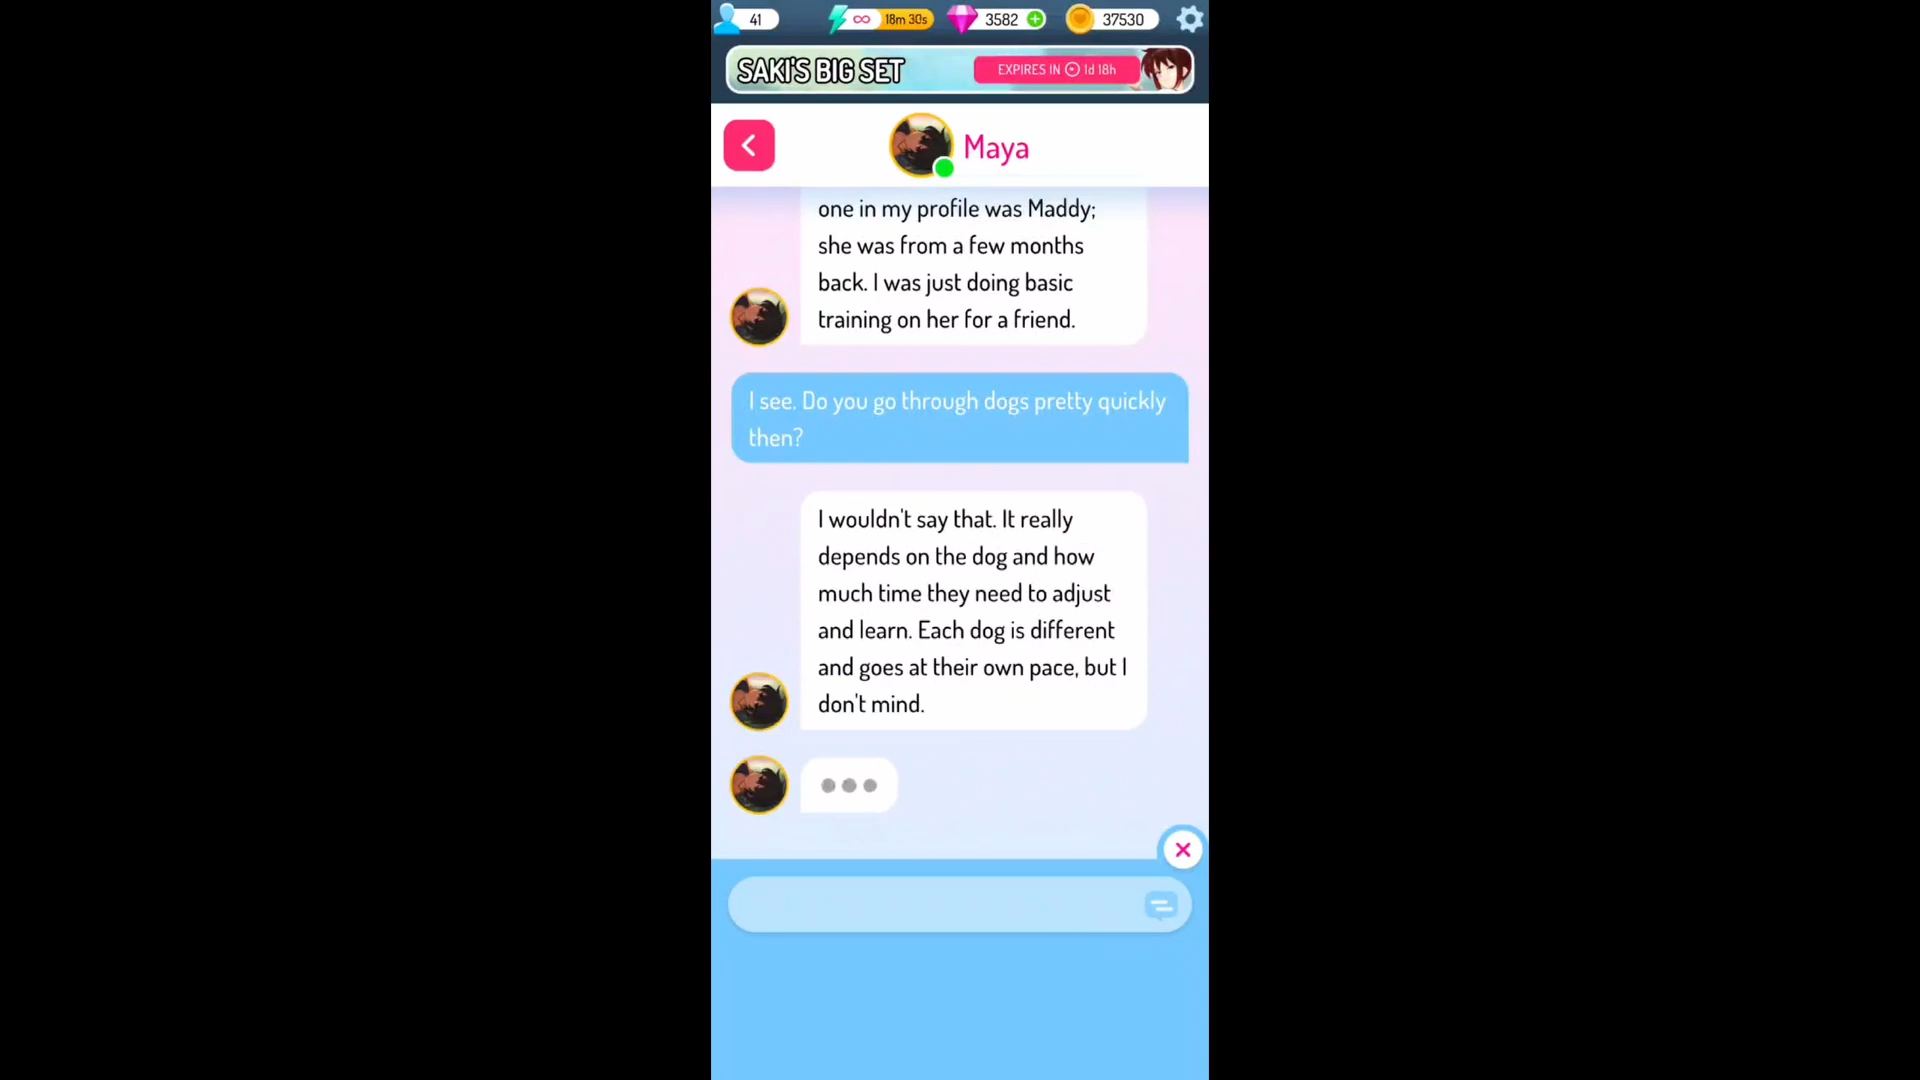 41
∞ 18m 30s
3582
37530
SAKI'S BIG SET
EXPIRES IN 1d 18h
Maya
one in my profile was Maddy;
she was from a few months
back. I was just doing basic
training on her for a friend.
I see. Do you go through dogs pretty quickly
then?
I wouldn't say that. It really
depends on the dog and how
much time they need to adjust
and learn. Each dog is different
and goes at their own pace, but I
don't mind.